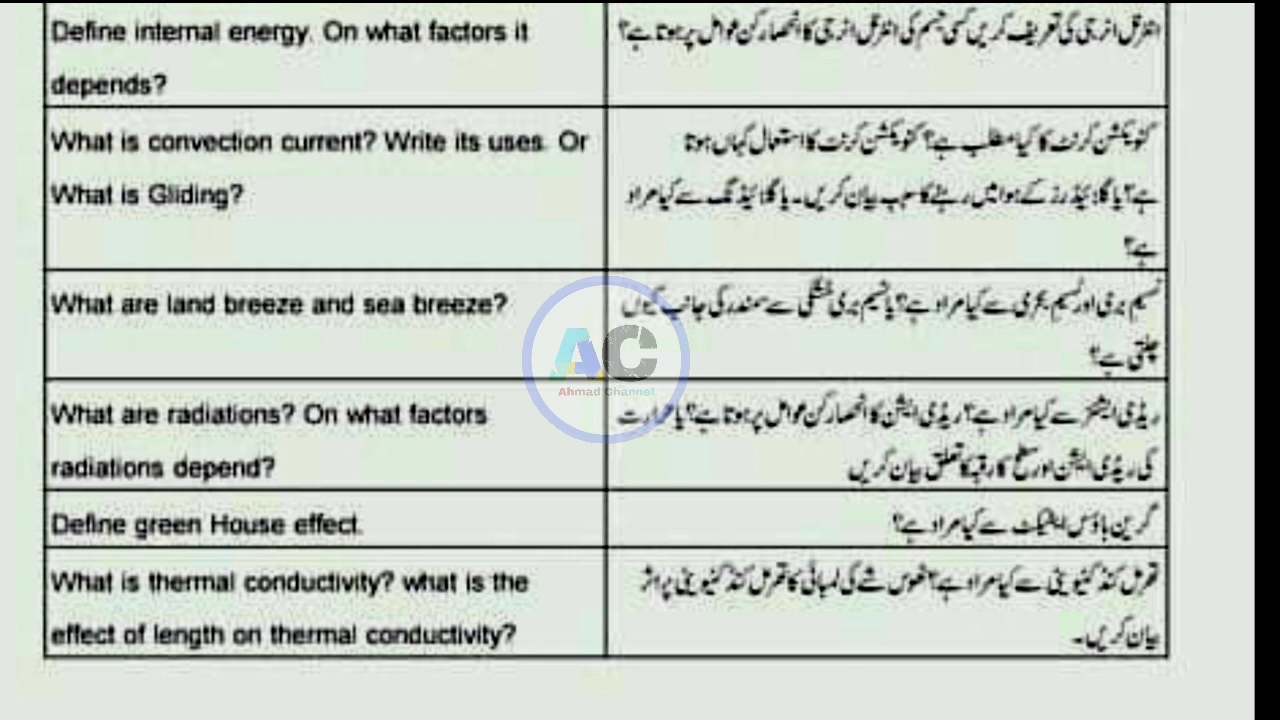 Define internal energy. On what factors it
depends?
انٹرنل انرجی کی تعریف کریں کسی جسم کی انٹرنل انرجی کا انحصار کن عوامل پر ہوتا ہے؟
What is convection current? Write its uses. Or
What is Gliding?
کنویکشن کرنٹ کا کیا مطلب ہے؟ کنویکشن کرنٹ کا استعمال کہاں ہوتا
ہے؟ یا گلائیڈرز کے ہوا میں رہنے کا سبب بیان کریں۔ یا گلائیڈنگ سے کیا مراد
ہے؟
What are land breeze and sea breeze?
نسیم بری اور نسیم بحری سے کیا مراد ہے؟ یا نسیم بری خشکی سے سمندر کی جانب کیوں
چلتی ہے؟
AC
Ahmad Channel
What are radiations? On what factors
radiations depend?
ریڈی ایشنز سے کیا مراد ہے؟ ریڈی ایشن کا انحصار کن عوامل پر ہوتا ہے؟ یا حرارت
کی ریڈی ایشن اور سطح کا رقبہ کا تعلق بیان کریں
Define green House effect.
گرین ہاؤس ایفیکٹ سے کیا مراد ہے؟
What is thermal conductivity? what is the
effect of length on thermal conductivity?
تھرمل کنڈکٹیویٹی سے کیا مراد ہے؟ ٹھوس شے کی لمبائی کا تھرمل کنڈکٹیویٹی پر اثر
بیان کریں۔